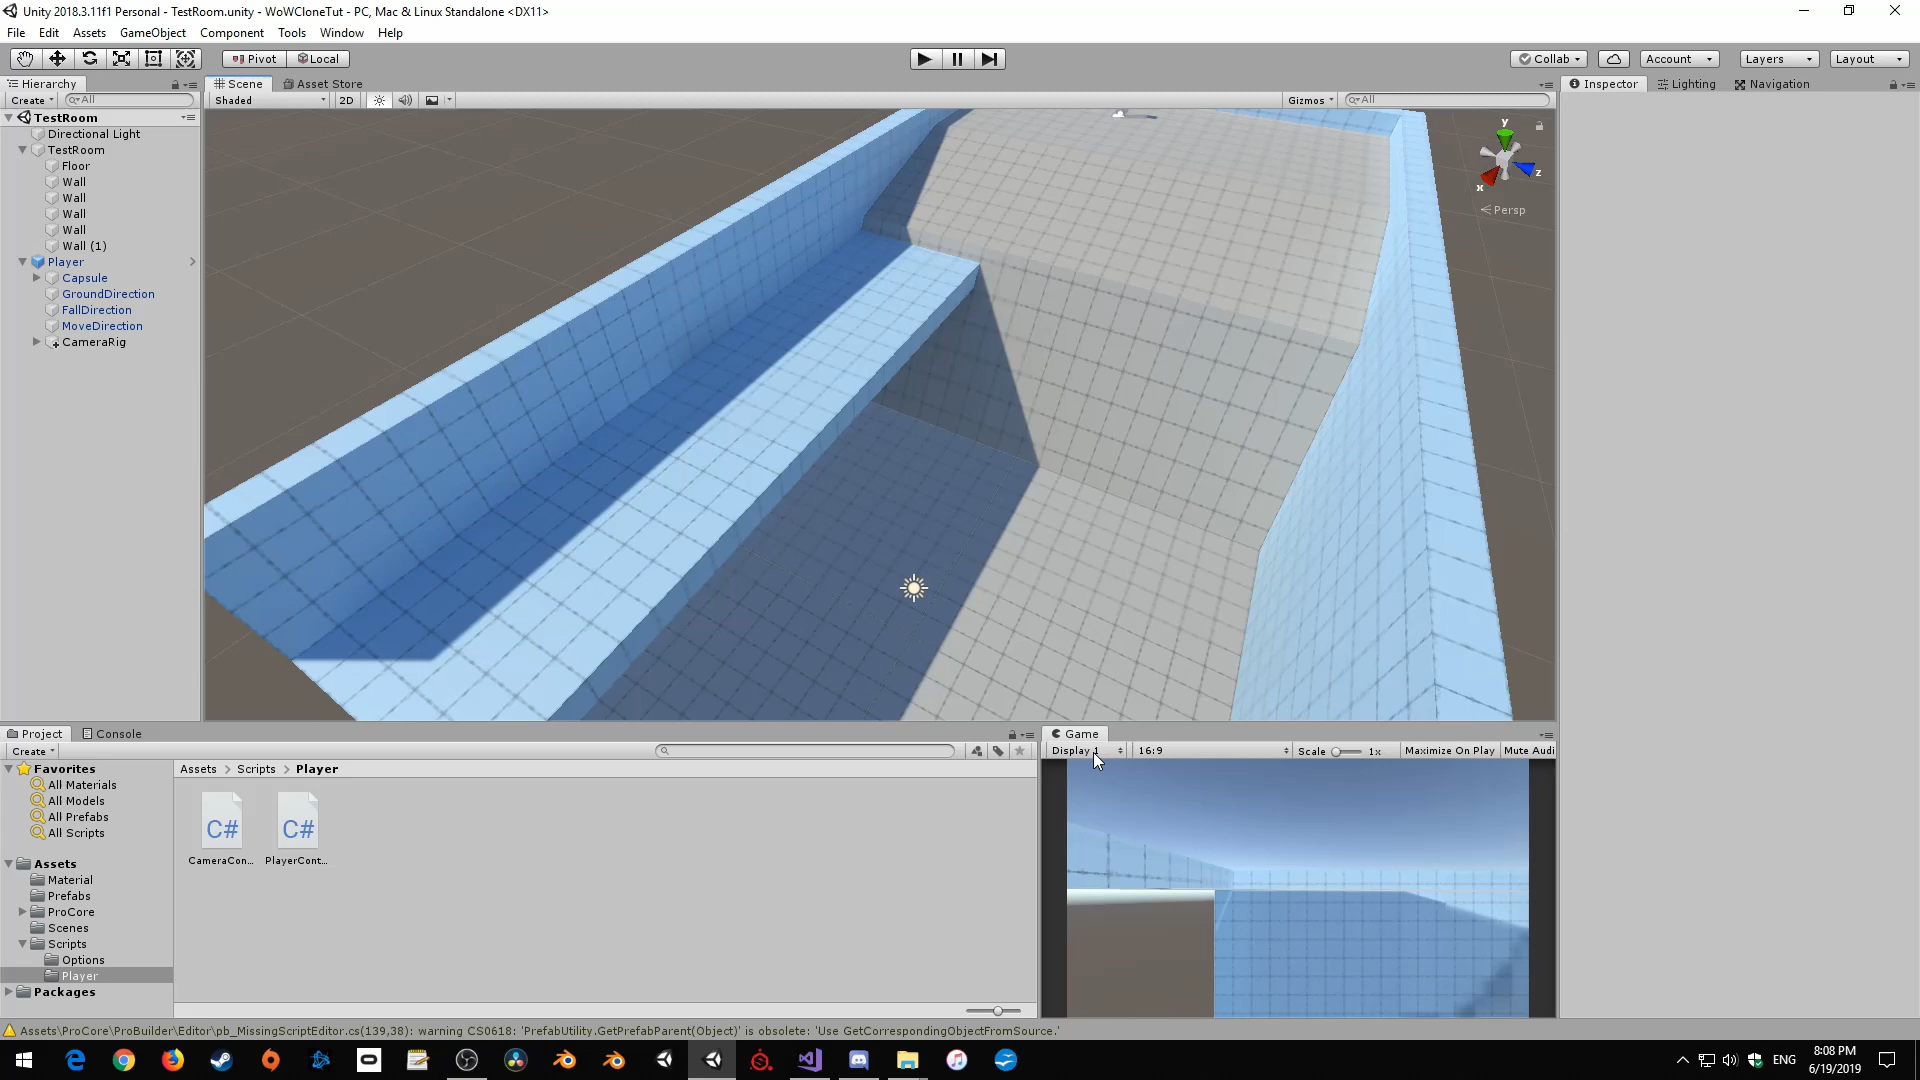 Unity 2018.3.11f1 Personal - TestRoom.unity - WoWCloneTut - PC, Mac & Linux Standalone <DX11>
File Edit Assets GameObject Component Tools Window Help
Pivot Local Collab Account Layers Layout
Hierarchy Scene Asset Store Inspector Lighting Navigation
Create All Shaded 2D Gizmos All
TestRoom
Directional Light
TestRoom
Floor
Wall
Wall
Wall
Wall
Wall (1)
Player
Capsule
GroundDirection
FallDirection
MoveDirection
CameraRig
y
x
z
Persp
Project Console Game
Create Display 1 16:9 Scale 1x Maximize On Play Mute Audi
Favorites
All Materials
All Models
All Prefabs
All Scripts
Assets
Material
Prefabs
ProCore
Scenes
Scripts
Options
Player
Packages
Assets > Scripts > Player
C# C#
CameraCon... PlayerCont...
Assets\ProCore\ProBuilder\Editor\pb_MissingScriptEditor.cs(139,38): warning CS0618: 'PrefabUtility.GetPrefabParent(Object)' is obsolete: 'Use GetCorrespondingObjectFromSource.'
ENG 8:08 PM
6/19/2019